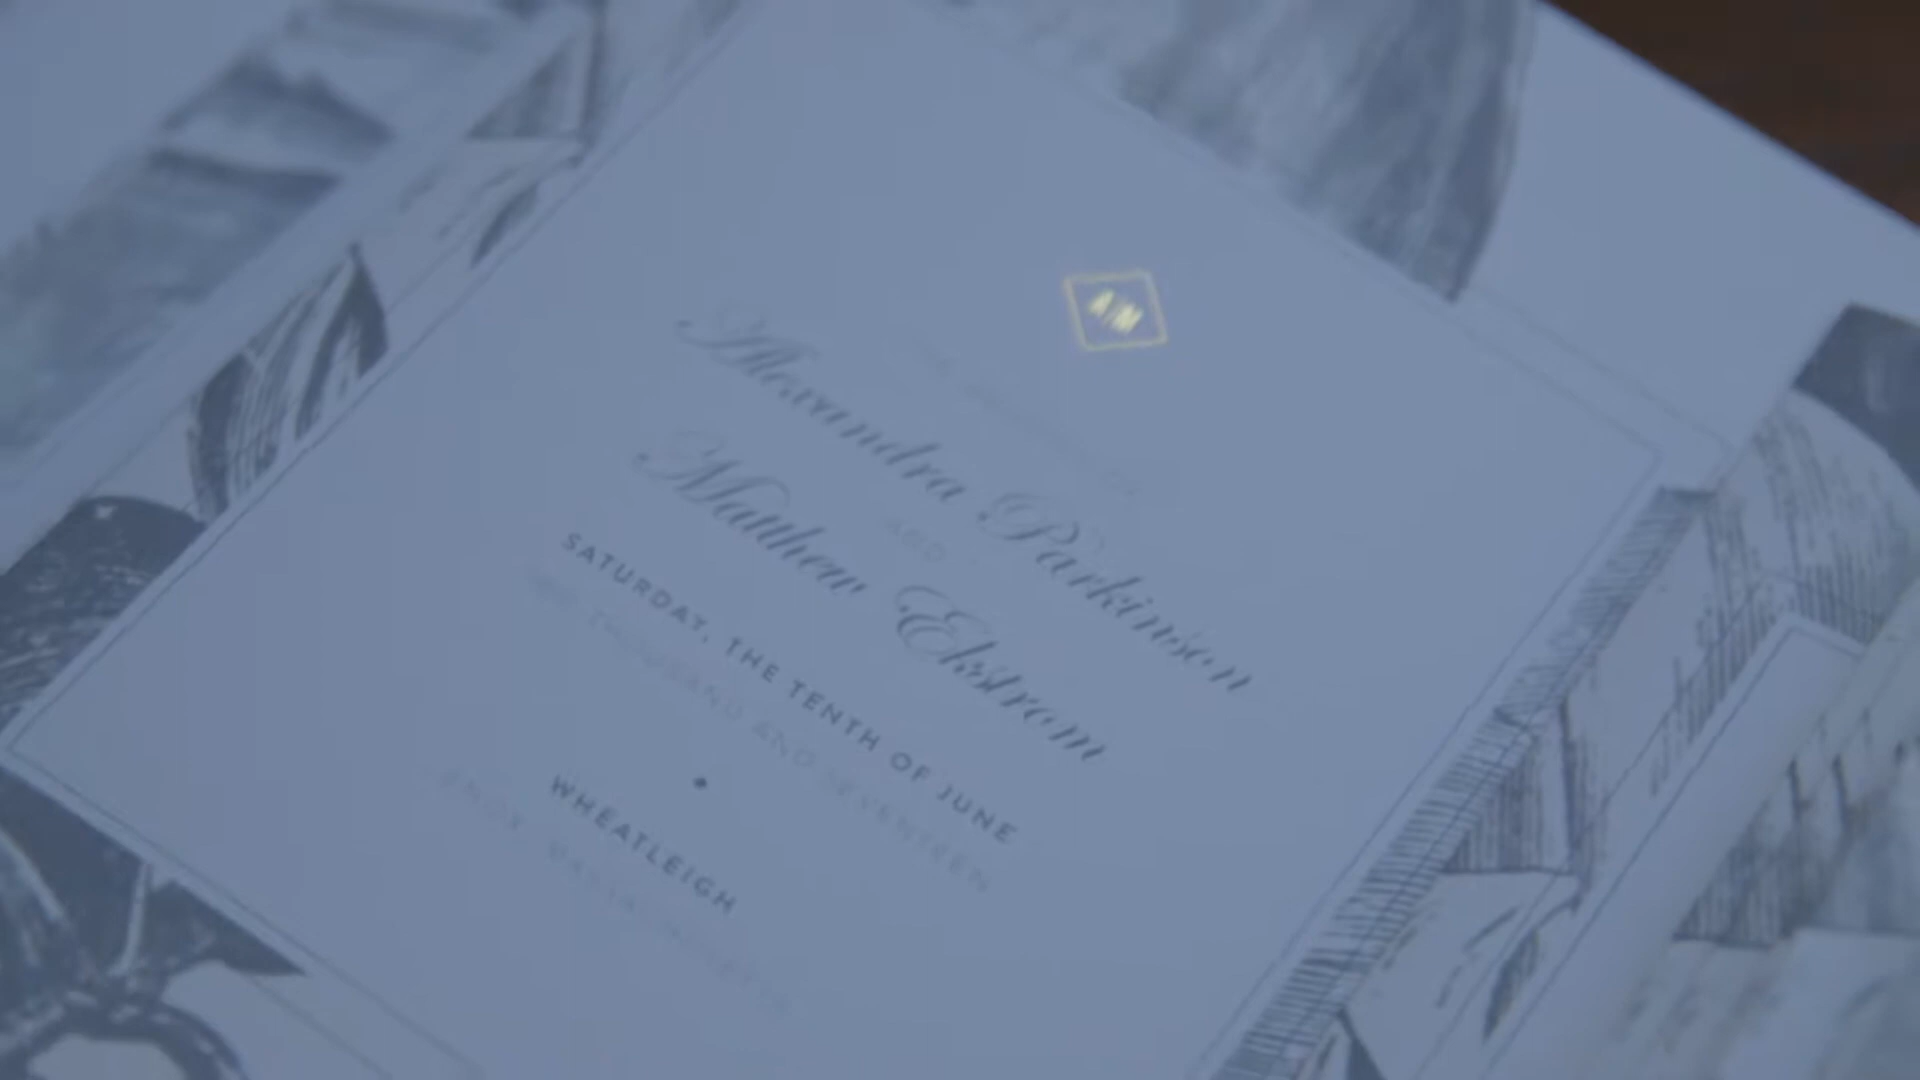 A/M
Alexandra Parkinson
AND
Matthew Ekstrom
SATURDAY, THE TENTH OF JUNE
TWO THOUSAND AND SEVENTEEN
WHEATLEIGH